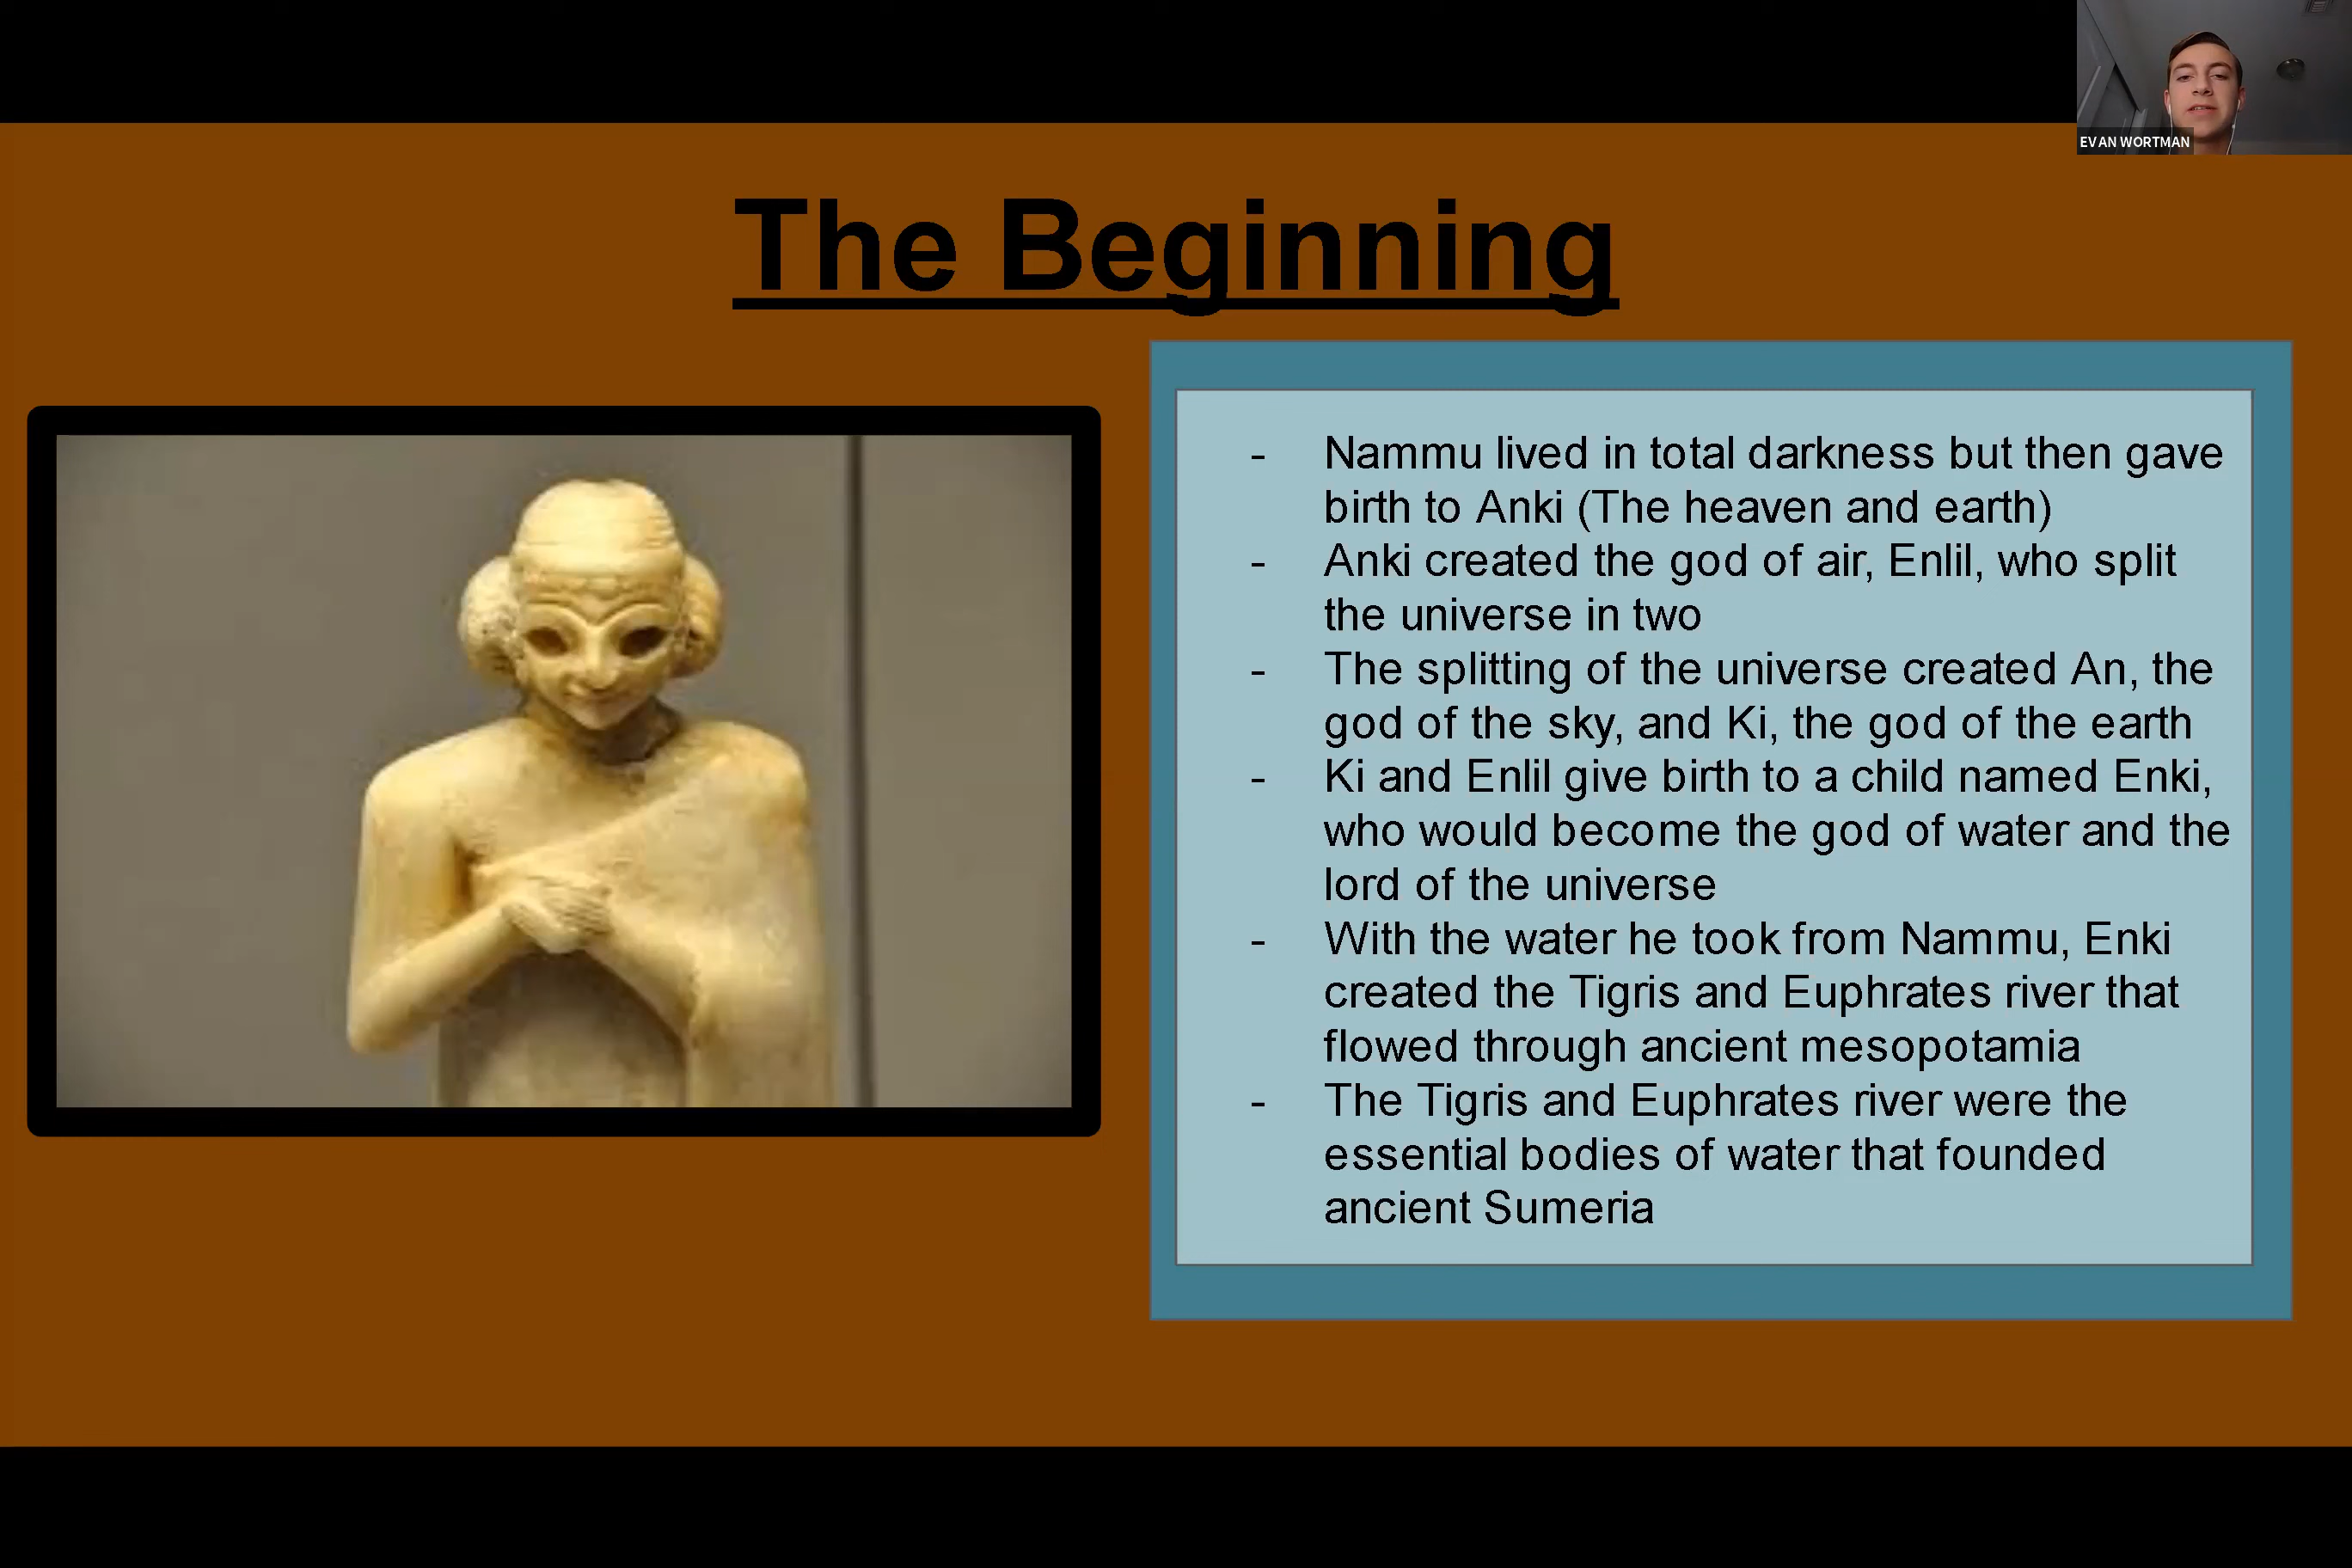 EVAN WORTMAN
The Beginning
- Nammu lived in total darkness but then gave
birth to Anki (The heaven and earth)
- Anki created the god of air, Enlil, who split
the universe in two
- The splitting of the universe created An, the
god of the sky, and Ki, the god of the earth
- Ki and Enlil give birth to a child named Enki,
who would become the god of water and the
lord of the universe
- With the water he took from Nammu, Enki
created the Tigris and Euphrates river that
flowed through ancient mesopotamia
- The Tigris and Euphrates river were the
essential bodies of water that founded
ancient Sumeria